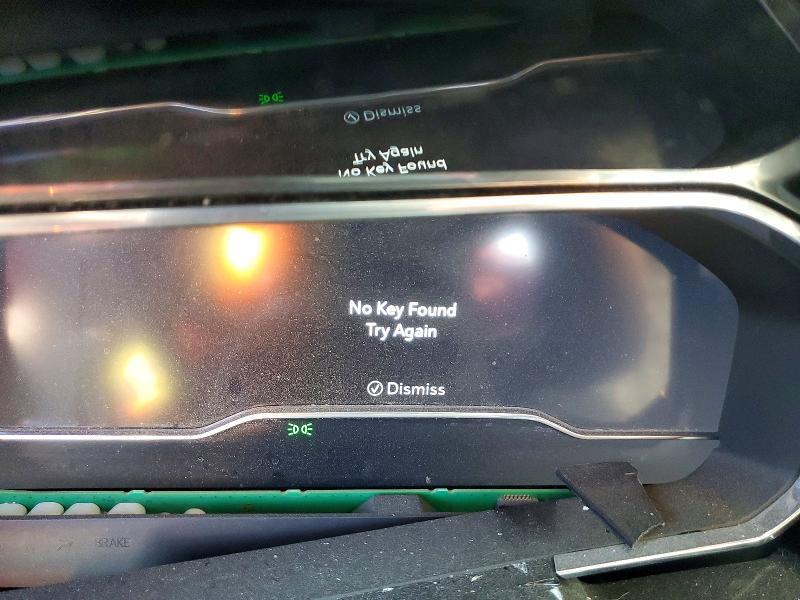 Dismiss
Try Again
No Key Found
No Key Found
Try Again
Dismiss
BRAKE